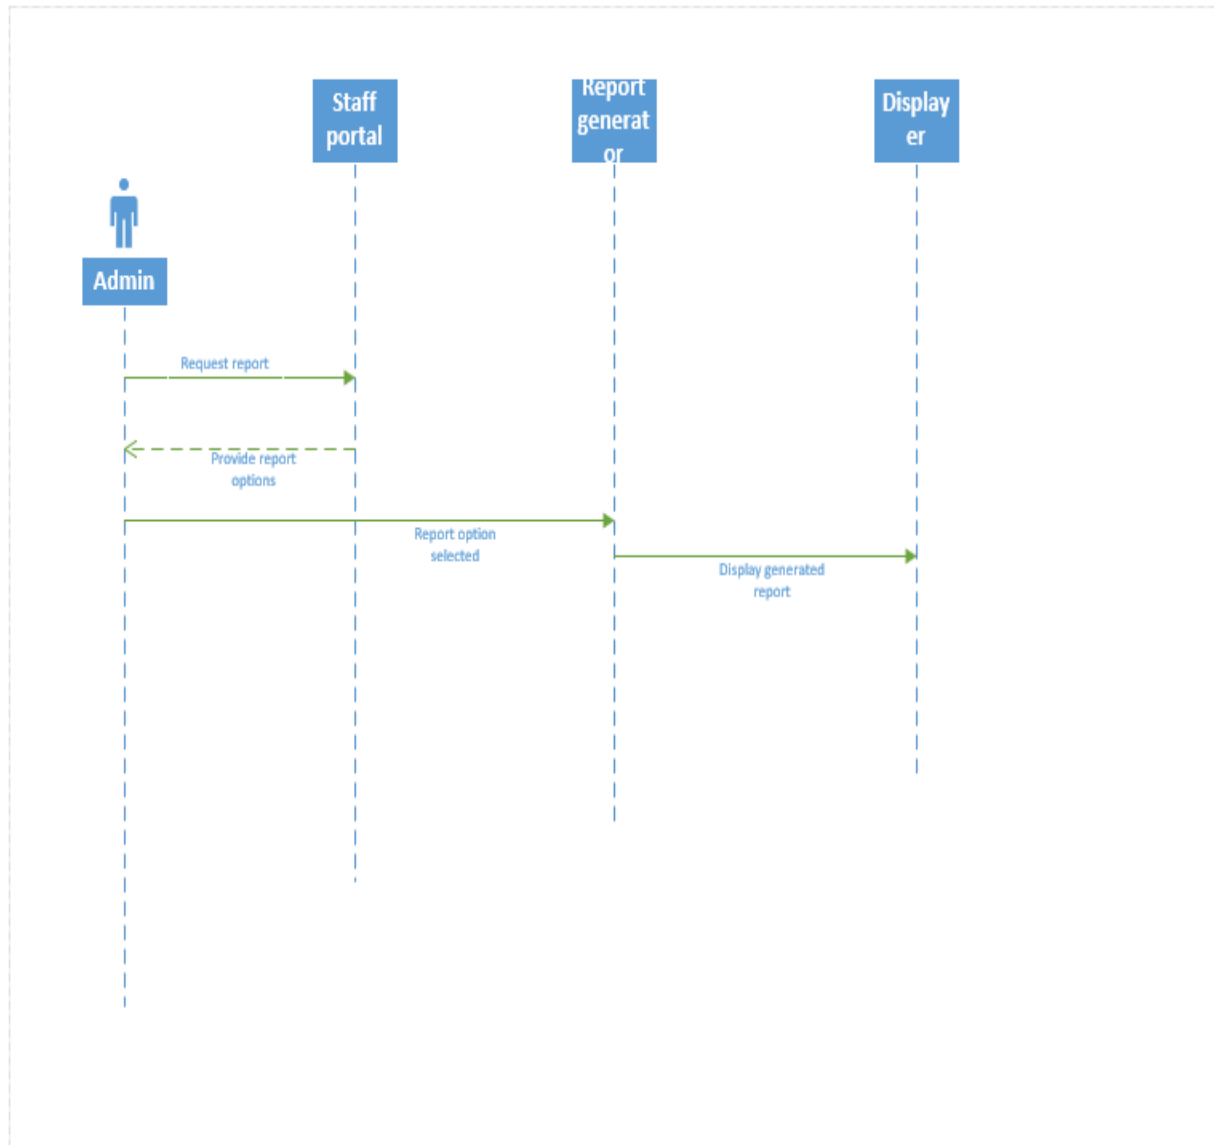 Staff
portal
Report
generat
or
Display
er
Admin
Request report
Provide report
options
Report option
selected
Display generated
report